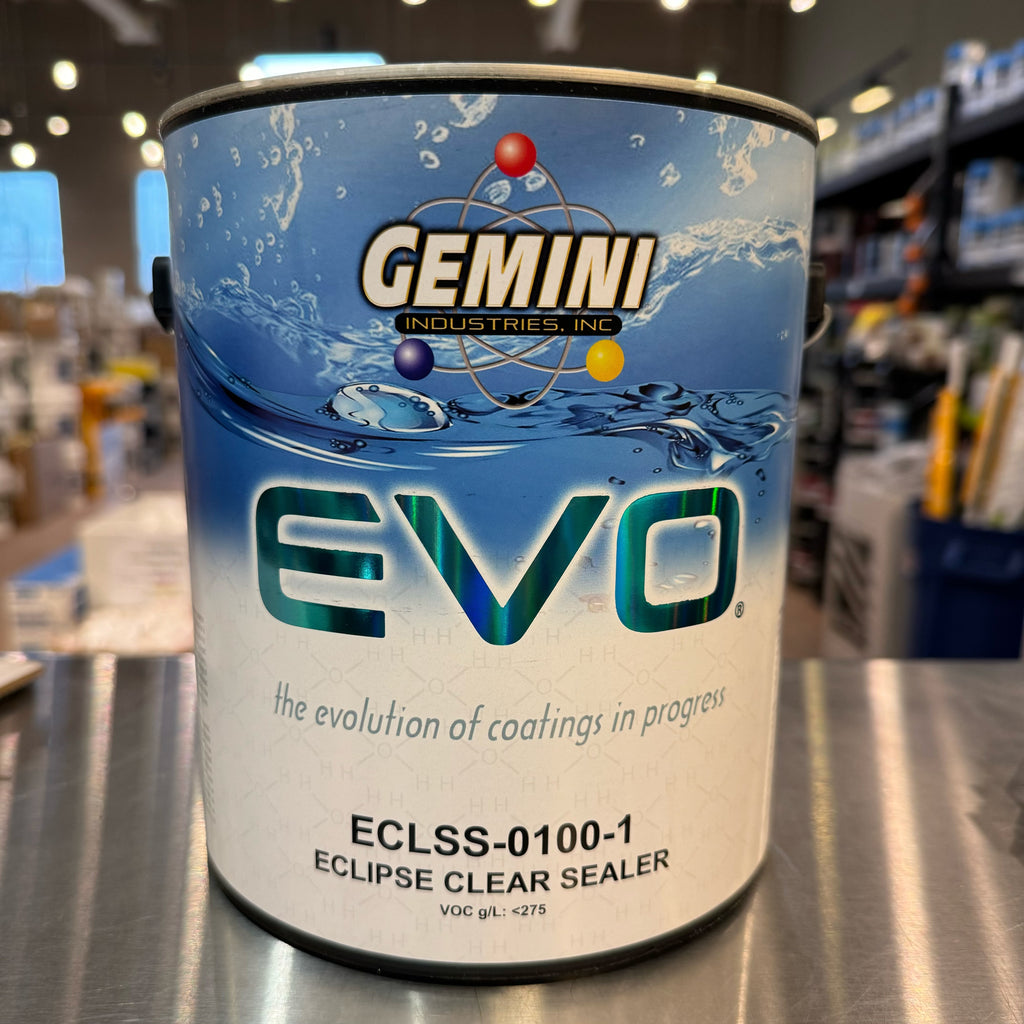 GEMINI
INDUSTRIES, INC
EVO®
the evolution of coatings in progress
ECLSS-0100-1
ECLIPSE CLEAR SEALER
VOC g/L: <275